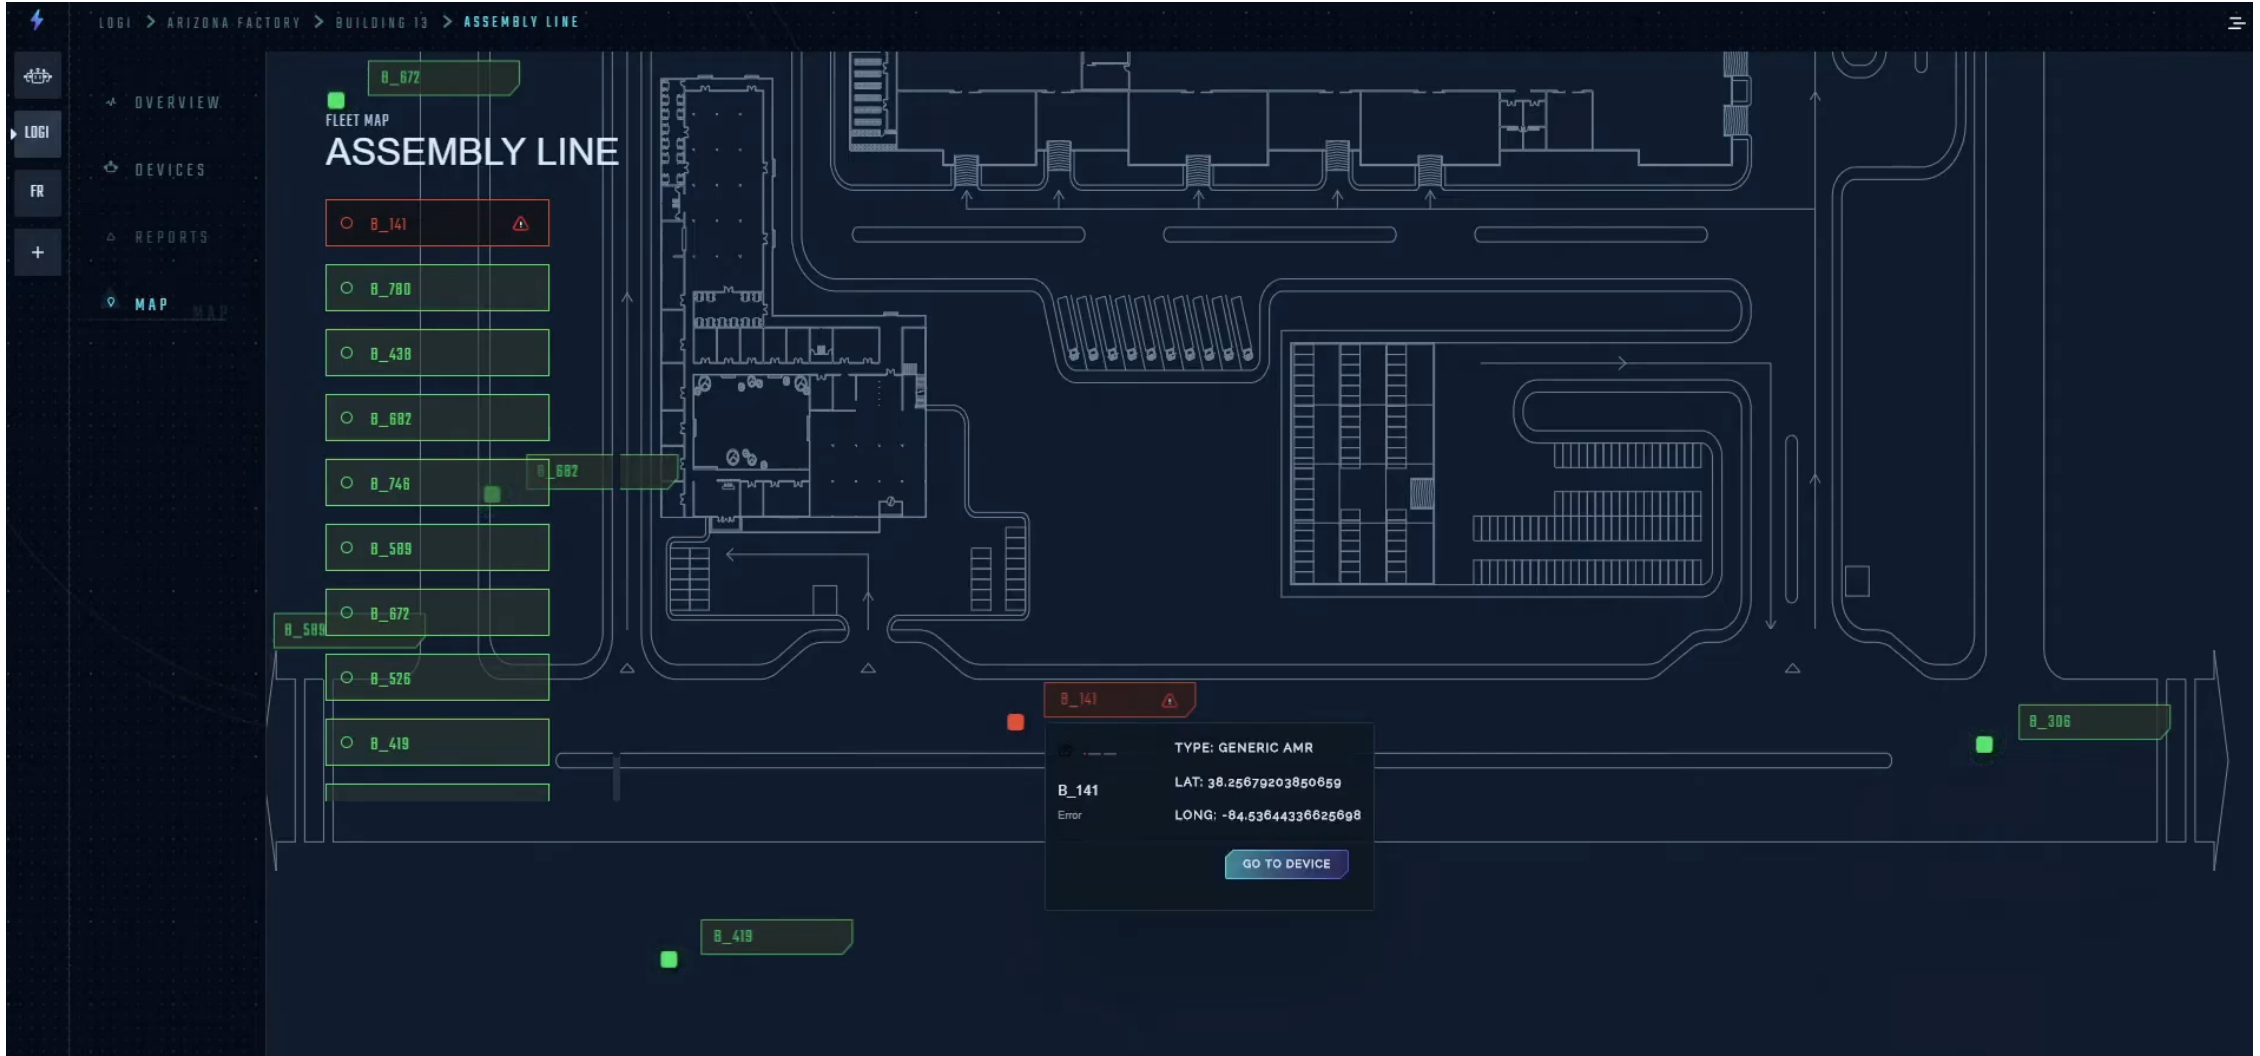 LOGI > ARIZONA FACTORY > BUILDING 13 > ASSEMBLY LINE
LOGI
FR
+
OVERVIEW
DEVICES
REPORTS
MAP
MAP
B_672
FLEET MAP
ASSEMBLY LINE
B_141
B_780
B_438
B_682
B_746
B_589
B_672
B_526
B_419
B_682
B_589
B_141
TYPE: GENERIC AMR
LAT: 38.25679203850659
B_141
Error
LONG: -84.53644336625698
GO TO DEVICE
B_306
B_419